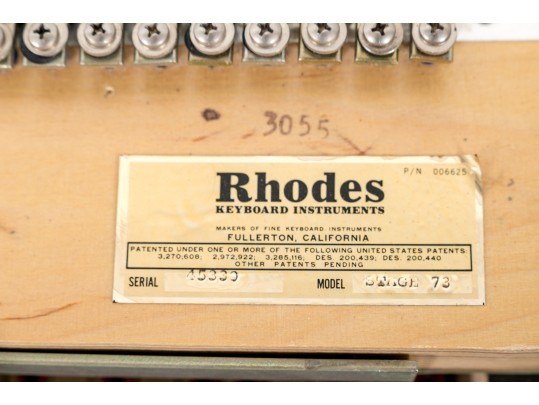 3055
P/N 006625
Rhodes
KEYBOARD INSTRUMENTS
MAKERS OF FINE KEYBOARD INSTRUMENTS
FULLERTON, CALIFORNIA
PATENTED UNDER ONE OR MORE OF THE FOLLOWING UNITED STATES PATENTS:
3,270,608; 2,972,922; 3,285,116; DES. 200,439; DES. 200,440
OTHER PATENTS PENDING
SERIAL
MODEL STAGE 73